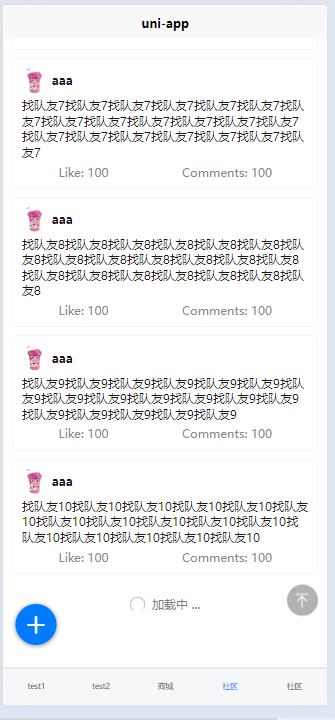 uni-app
aaa
找队友7找队友7找队友7找队友7找队友7找队友7找队
友7找队友7找队友7找队友7找队友7找队友7找队友7
找队友7找队友7找队友7找队友7找队友7找队友7找队
友7
Like: 100 Comments: 100
aaa
找队友8找队友8找队友8找队友8找队友8找队友8找队
友8找队友8找队友8找队友8找队友8找队友8找队友8
找队友8找队友8找队友8找队友8找队友8找队友8找队
友8
Like: 100 Comments: 100
aaa
找队友9找队友9找队友9找队友9找队友9找队友9找队
友9找队友9找队友9找队友9找队友9找队友9找队友9
找队友9找队友9找队友9找队友9找队友9
Like: 100 Comments: 100
aaa
找队友10找队友10找队友10找队友10找队友10找队友
10找队友10找队友10找队友10找队友10找队友10找
队友10找队友10找队友10找队友10找队友10
Like: 100 Comments: 100
加载中 ...
test1 test2 商城 社区 社区